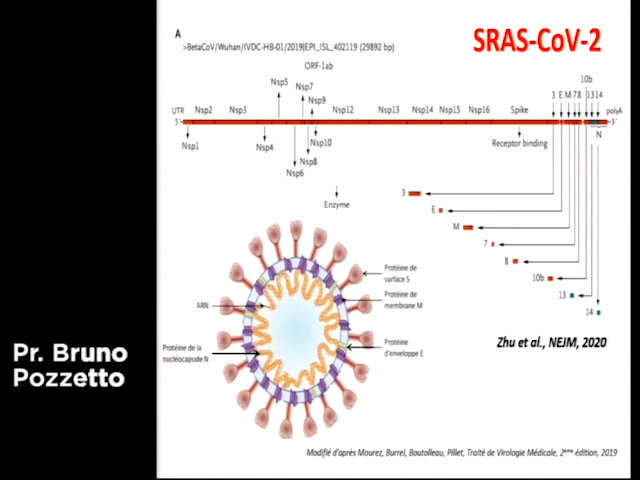 A
SRAS-CoV-2
>BetaCoV/Wuhan/IVDC-HB-01/2019|EPI_ISL_402119 (29892 bp)
ORF-1ab
10b
Nsp5
Nsp7
Nsp9
3 E M 7 8 13 14
UTR Nsp2 Nsp3 Nsp12 Nsp13 Nsp14 Nsp15 Nsp16 Spike polyA
5' 3'
N
Nsp1 Nsp4 Nsp10 Receptor binding
Nsp8
Nsp6
3
Enzyme
E
M
7
8
10b
13
14
Protéine de
surface S
ARN
Protéine de
membrane M
Protéine de la
nucléocapside N
Protéine
d'enveloppe E
Zhu et al., NEJM, 2020
Pr. Bruno
Pozzetto
Modifié d'après Mourez, Burrel, Boutolleau, Pillet, Traité de Virologie Médicale, 2ème édition, 2019